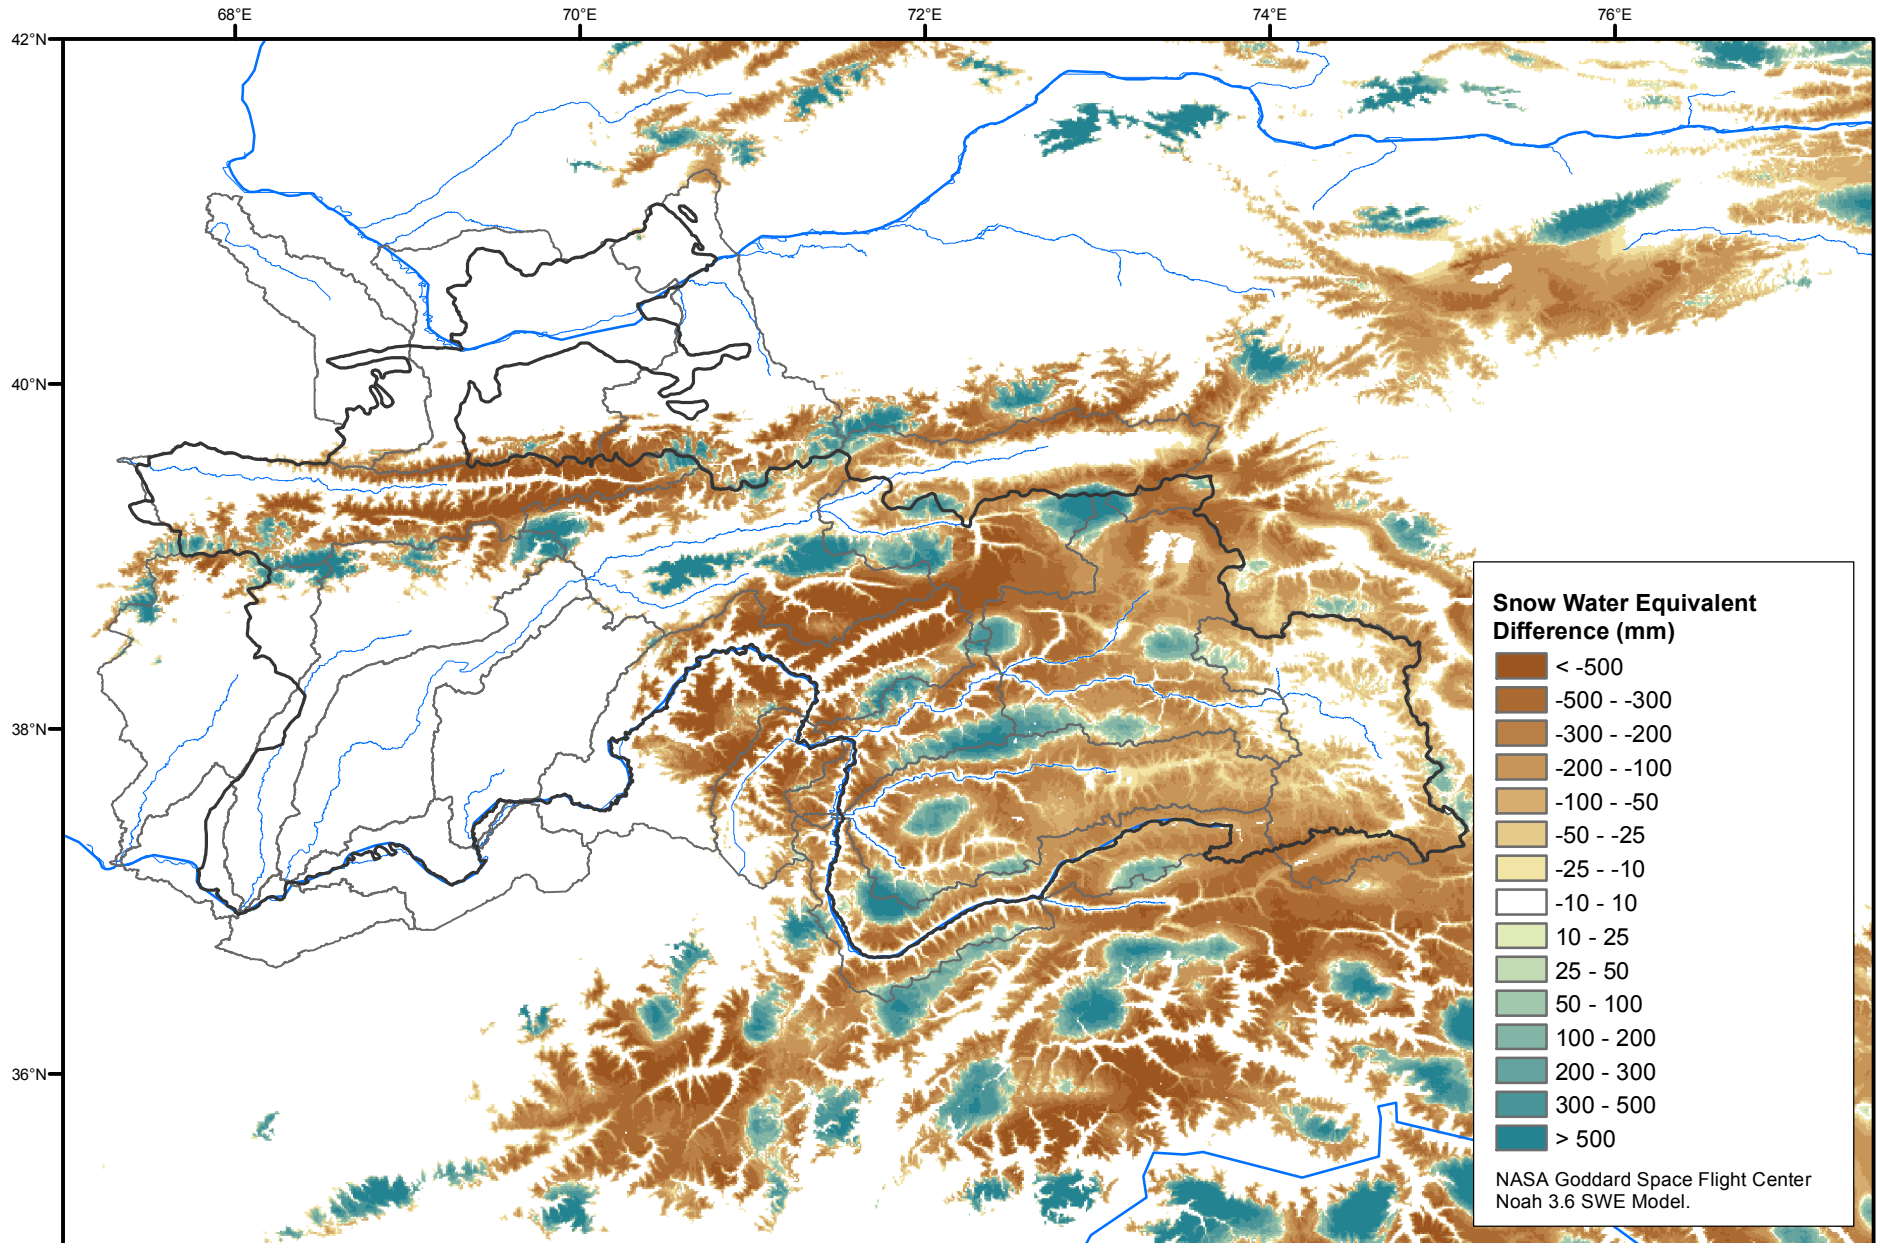 68°E 70°E 72°E 74°E 76°E
42°N
40°N
38°N
36°N
Snow Water Equivalent
Difference (mm)
< -500
-500 - -300
-300 - -200
-200 - -100
-100 - -50
-50 - -25
-25 - -10
-10 - 10
10 - 25
25 - 50
50 - 100
100 - 200
200 - 300
300 - 500
> 500
NASA Goddard Space Flight Center
Noah 3.6 SWE Model.